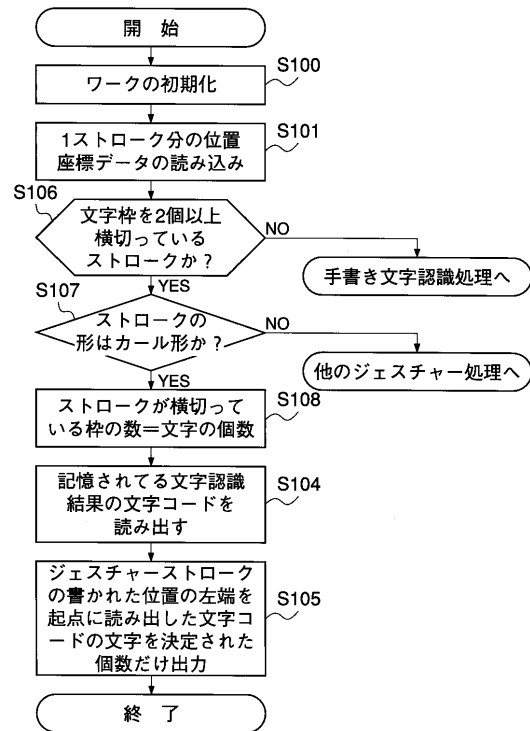 開 始
S100
ワークの初期化
S101
1ストローク分の位置
座標データの読み込み
S106
文字枠を2個以上
横切っている
ストロークか?
NO
手書き文字認識処理へ
YES
S107
ストロークの
形はカール形か?
NO
他のジェスチャー処理へ
YES
S108
ストロークが横切って
いる枠の数=文字の個数
S104
記憶されてる文字認識
結果の文字コードを
読み出す
S105
ジェスチャーストローク
の書かれた位置の左端を
起点に読み出した文字コ
ードの文字を決定された
個数だけ出力
終 了